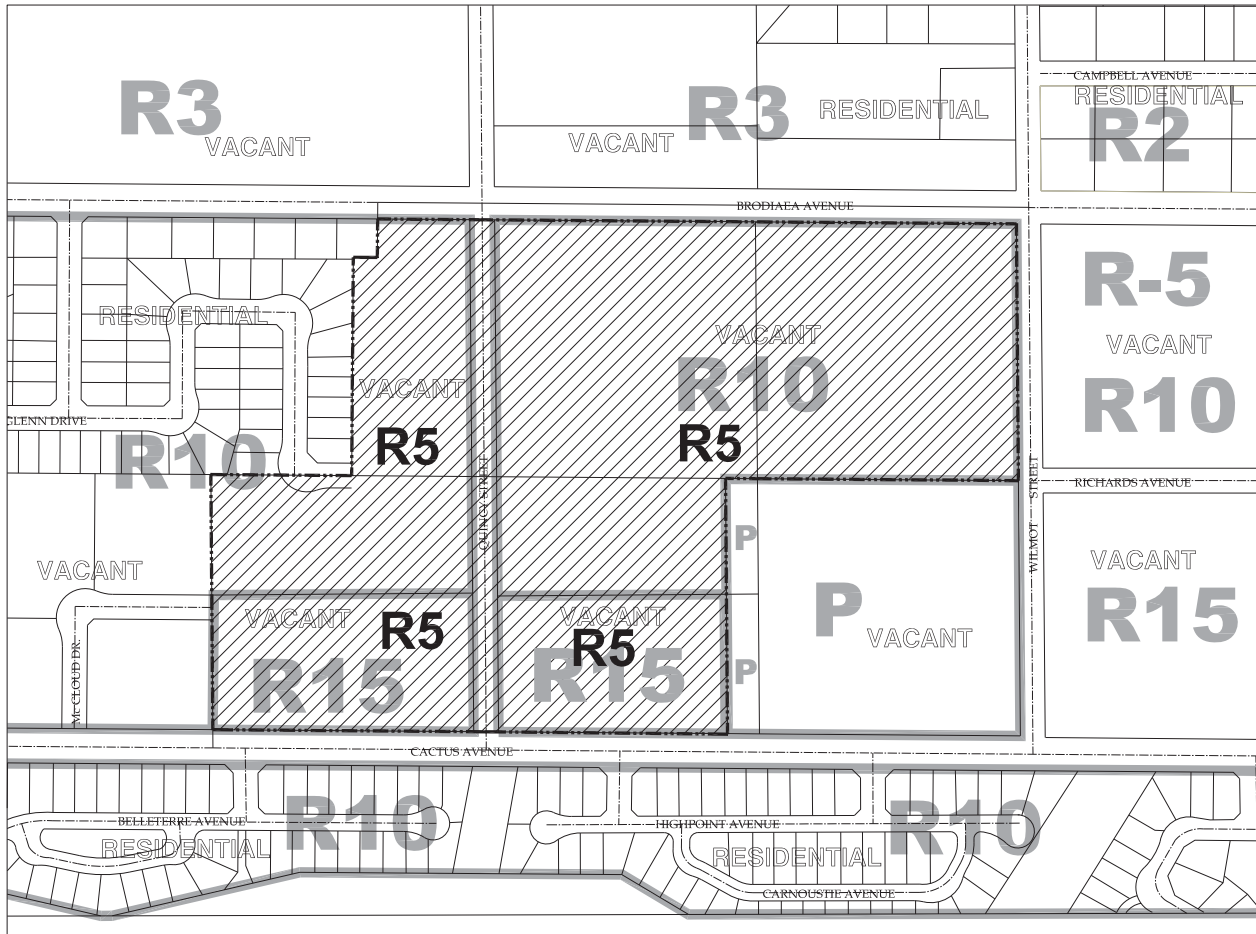 CAMPBELL AVENUE
RESIDENTIAL
R3
R3
RESIDENTIAL
R2
VACANT
VACANT
BRODIAEA AVENUE
R-5
RESIDENTIAL
VACANT
VACANT
VACANT
R10
R10
GLENN DRIVE
R5
R5
R10
QUINCY STREET
WILMOT STREET
RICHARDS AVENUE
P
VACANT
VACANT
P
R15
VACANT
VACANT
R5
R5
VACANT
R15
R15
P
Mc CLOUD DR.
CACTUS AVENUE
R10
R10
BELLETERRE AVENUE
HIGHPOINT AVENUE
RESIDENTIAL
RESIDENTIAL
CARNOUSTIE AVENUE